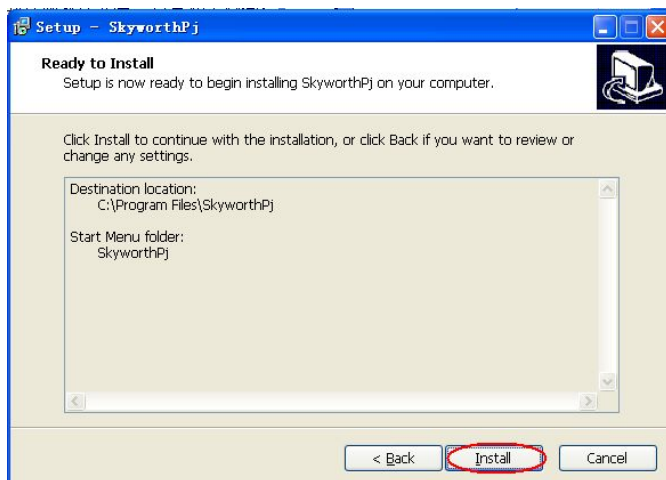 Setup - SkyworthPj
Ready to Install
Setup is now ready to begin installing SkyworthPj on your computer.
Click Install to continue with the installation, or click Back if you want to review or
change any settings.
Destination location:
C:\Program Files\SkyworthPj
Start Menu folder:
SkyworthPj
< Back
Install
Cancel